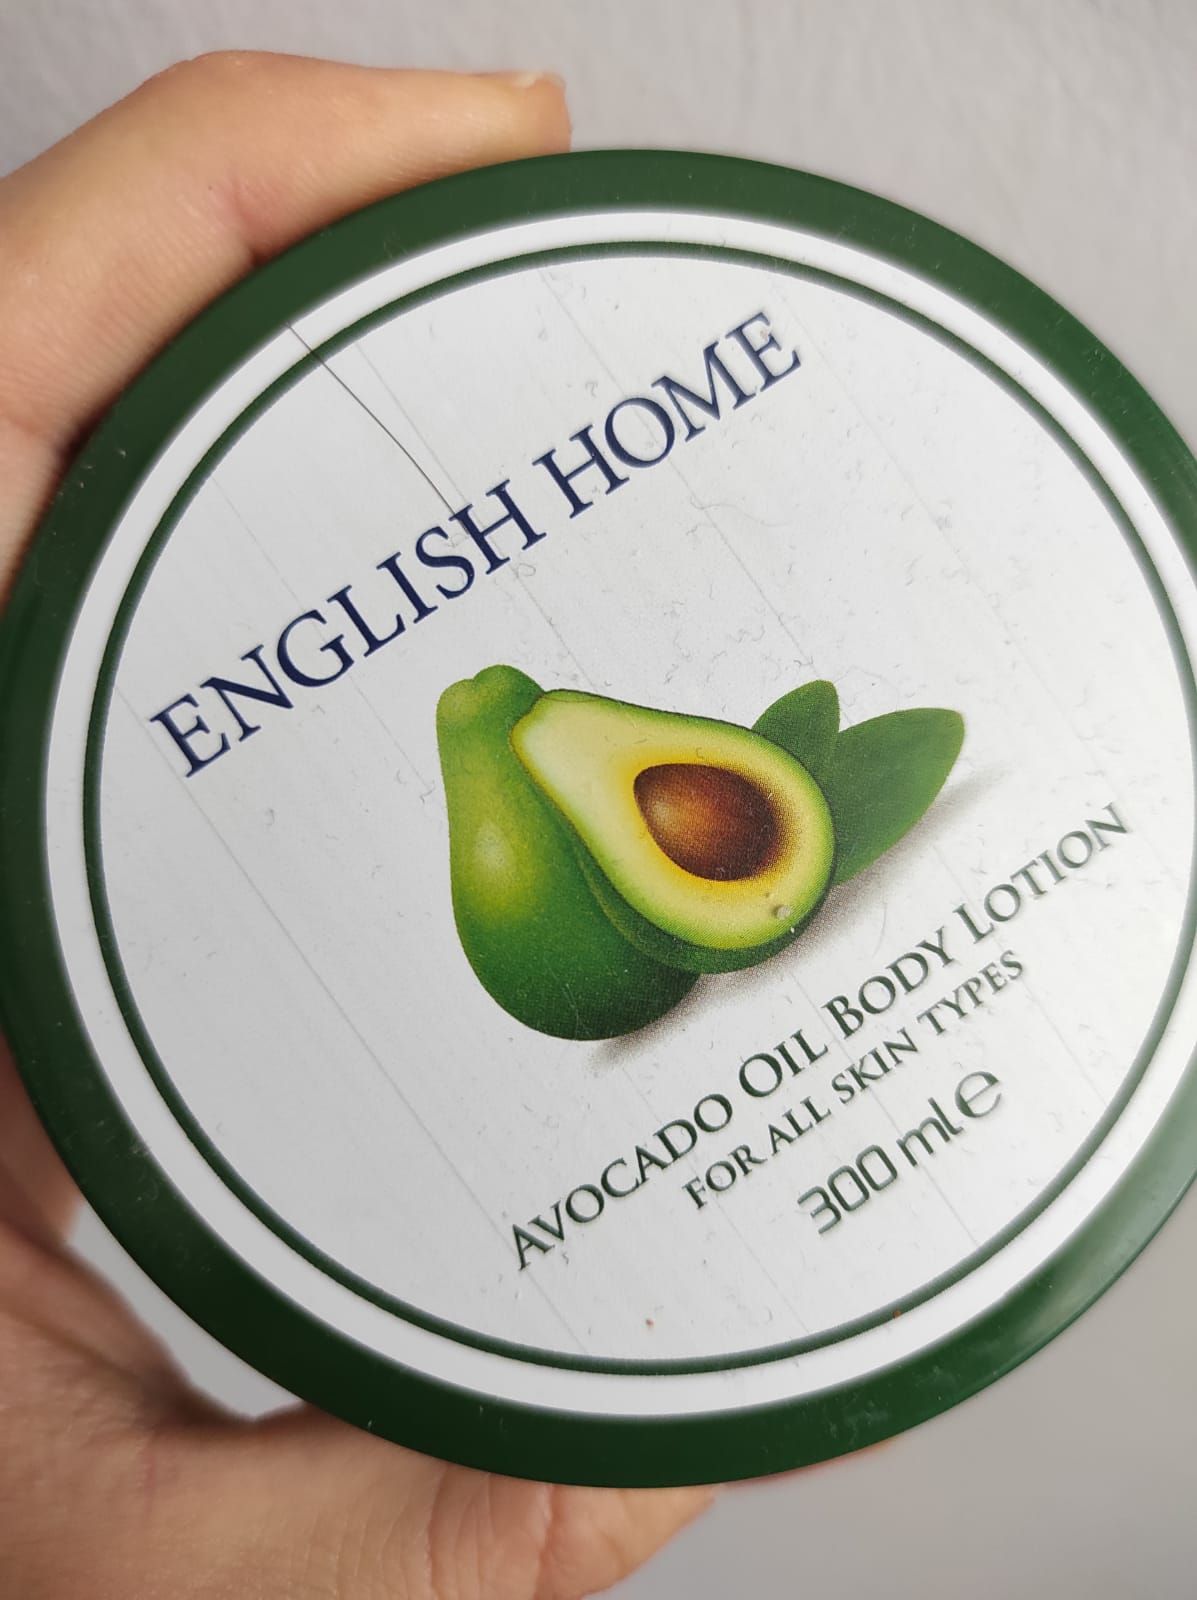 ENGLISH HOME
AVOCADO OIL BODY LOTION
FOR ALL SKIN TYPES
300 ml e